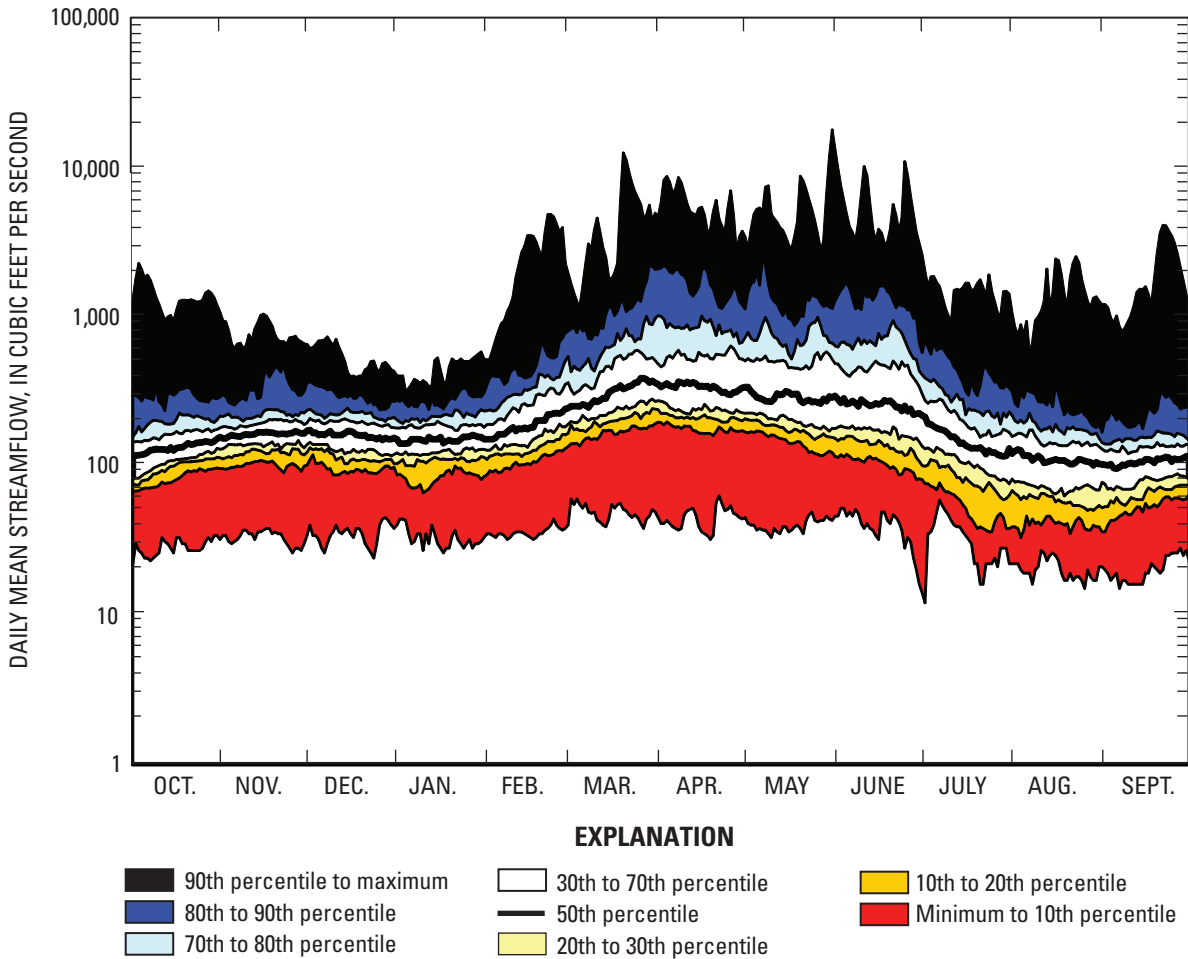 DAILY MEAN STREAMFLOW, IN CUBIC FEET PER SECOND
100,000
10,000
1,000
100
10
1
OCT. NOV. DEC. JAN. FEB. MAR. APR. MAY JUNE JULY AUG. SEPT.
EXPLANATION
90th percentile to maximum
80th to 90th percentile
70th to 80th percentile
30th to 70th percentile
50th percentile
20th to 30th percentile
10th to 20th percentile
Minimum to 10th percentile